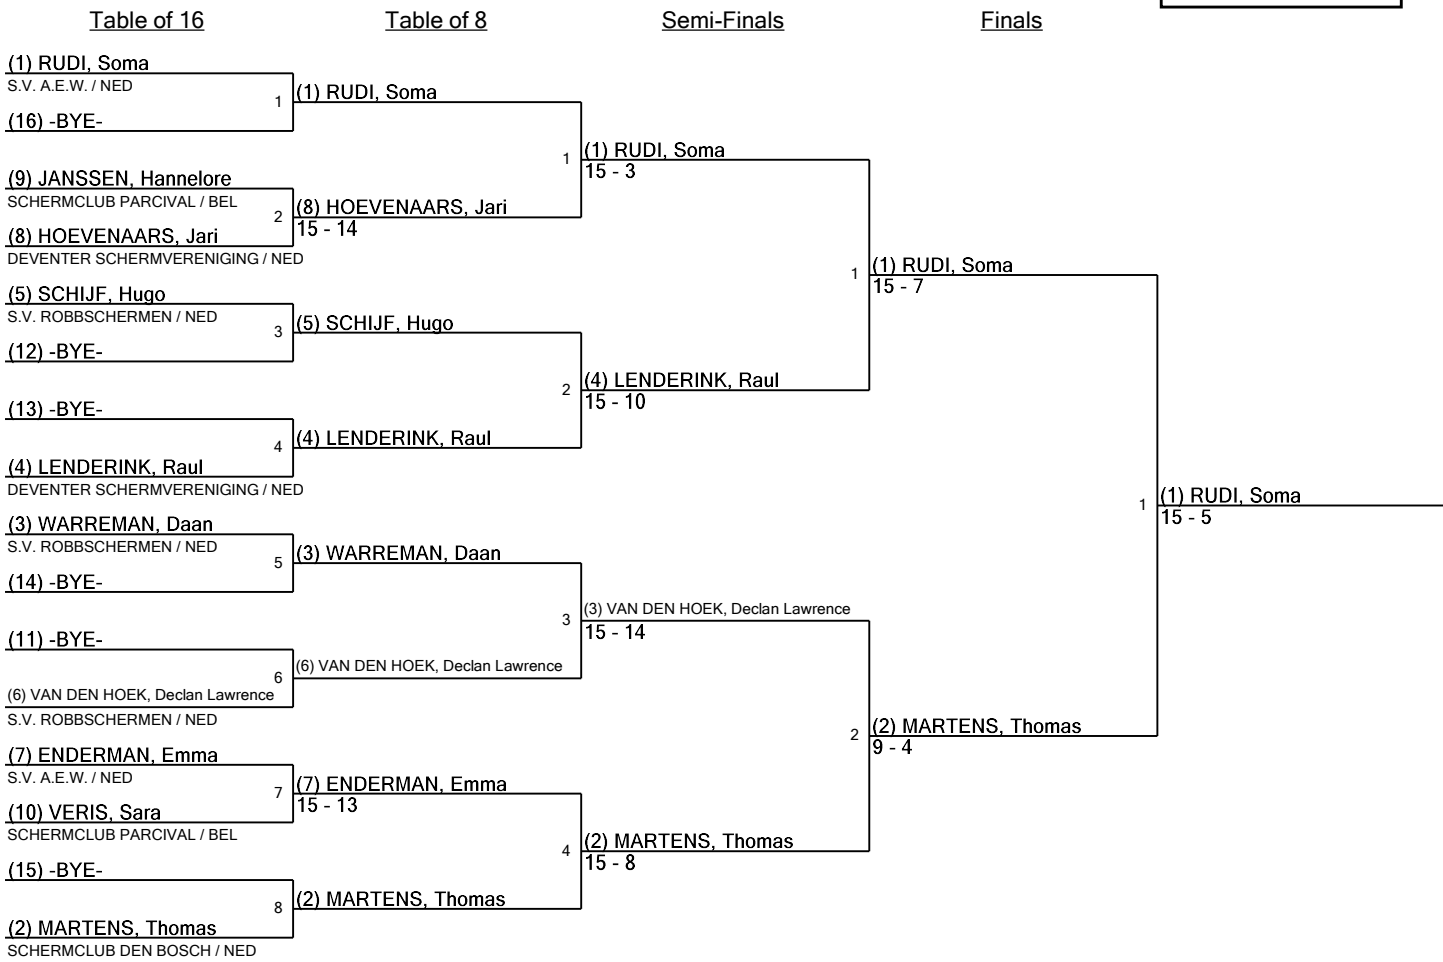 Table of 16
Table of 8
Semi-Finals
Finals
(1) RUDI, Soma
S.V. A.E.W. / NED
(16) -BYE-
(9) JANSSEN, Hannelore
SCHERMCLUB PARCIVAL / BEL
(8) HOEVENAARS, Jari
DEVENTER SCHERMVERENIGING / NED
(5) SCHIJF, Hugo
S.V. ROBBSCHERMEN / NED
(12) -BYE-
(13) -BYE-
(4) LENDERINK, Raul
DEVENTER SCHERMVERENIGING / NED
(3) WARREMAN, Daan
S.V. ROBBSCHERMEN / NED
(14) -BYE-
(11) -BYE-
(6) VAN DEN HOEK, Declan Lawrence
S.V. ROBBSCHERMEN / NED
(7) ENDERMAN, Emma
S.V. A.E.W. / NED
(10) VERIS, Sara
SCHERMCLUB PARCIVAL / BEL
(15) -BYE-
(2) MARTENS, Thomas
SCHERMCLUB DEN BOSCH / NED
1
(1) RUDI, Soma
2
(8) HOEVENAARS, Jari
15 - 14
3
(5) SCHIJF, Hugo
4
(4) LENDERINK, Raul
5
(3) WARREMAN, Daan
6
(6) VAN DEN HOEK, Declan Lawrence
7
(7) ENDERMAN, Emma
15 - 13
8
(2) MARTENS, Thomas
1
(1) RUDI, Soma
15 - 3
2
(4) LENDERINK, Raul
15 - 10
3
(3) VAN DEN HOEK, Declan Lawrence
15 - 14
4
(2) MARTENS, Thomas
15 - 8
1
(1) RUDI, Soma
15 - 7
2
(2) MARTENS, Thomas
9 - 4
1
(1) RUDI, Soma
15 - 5